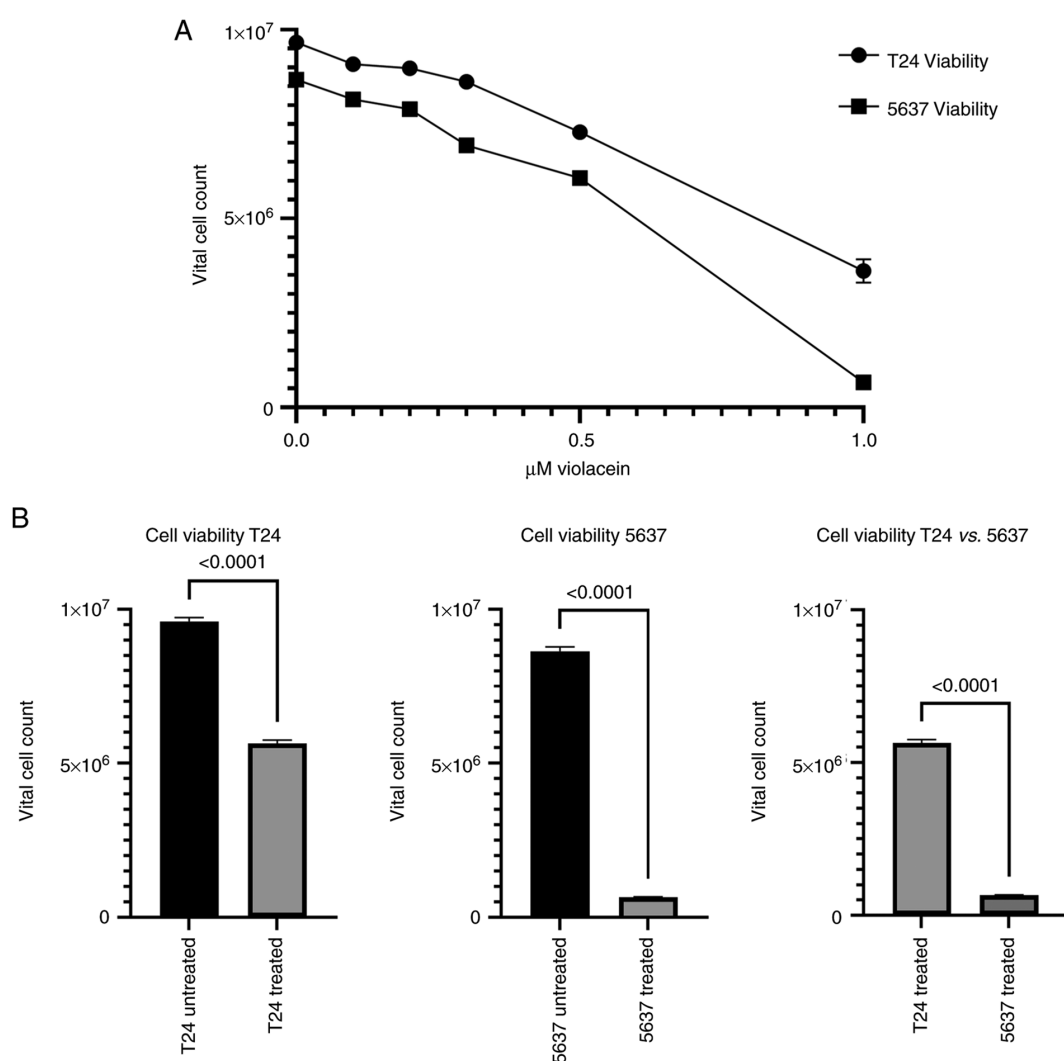 A
1×10⁷
5×10⁶
0
Vital cell count
0.0 0.5 1.0
μM violacein
T24 Viability
5637 Viability
B
Cell viability T24
<0.0001
1×10⁷
5×10⁶
0
Vital cell count
T24 untreated
T24 treated
Cell viability 5637
<0.0001
1×10⁷
5×10⁶
0
Vital cell count
5637 untreated
5637 treated
Cell viability T24 vs. 5637
<0.0001
1×10⁷
5×10⁶
0
Vital cell count
T24 treated
5637 treated